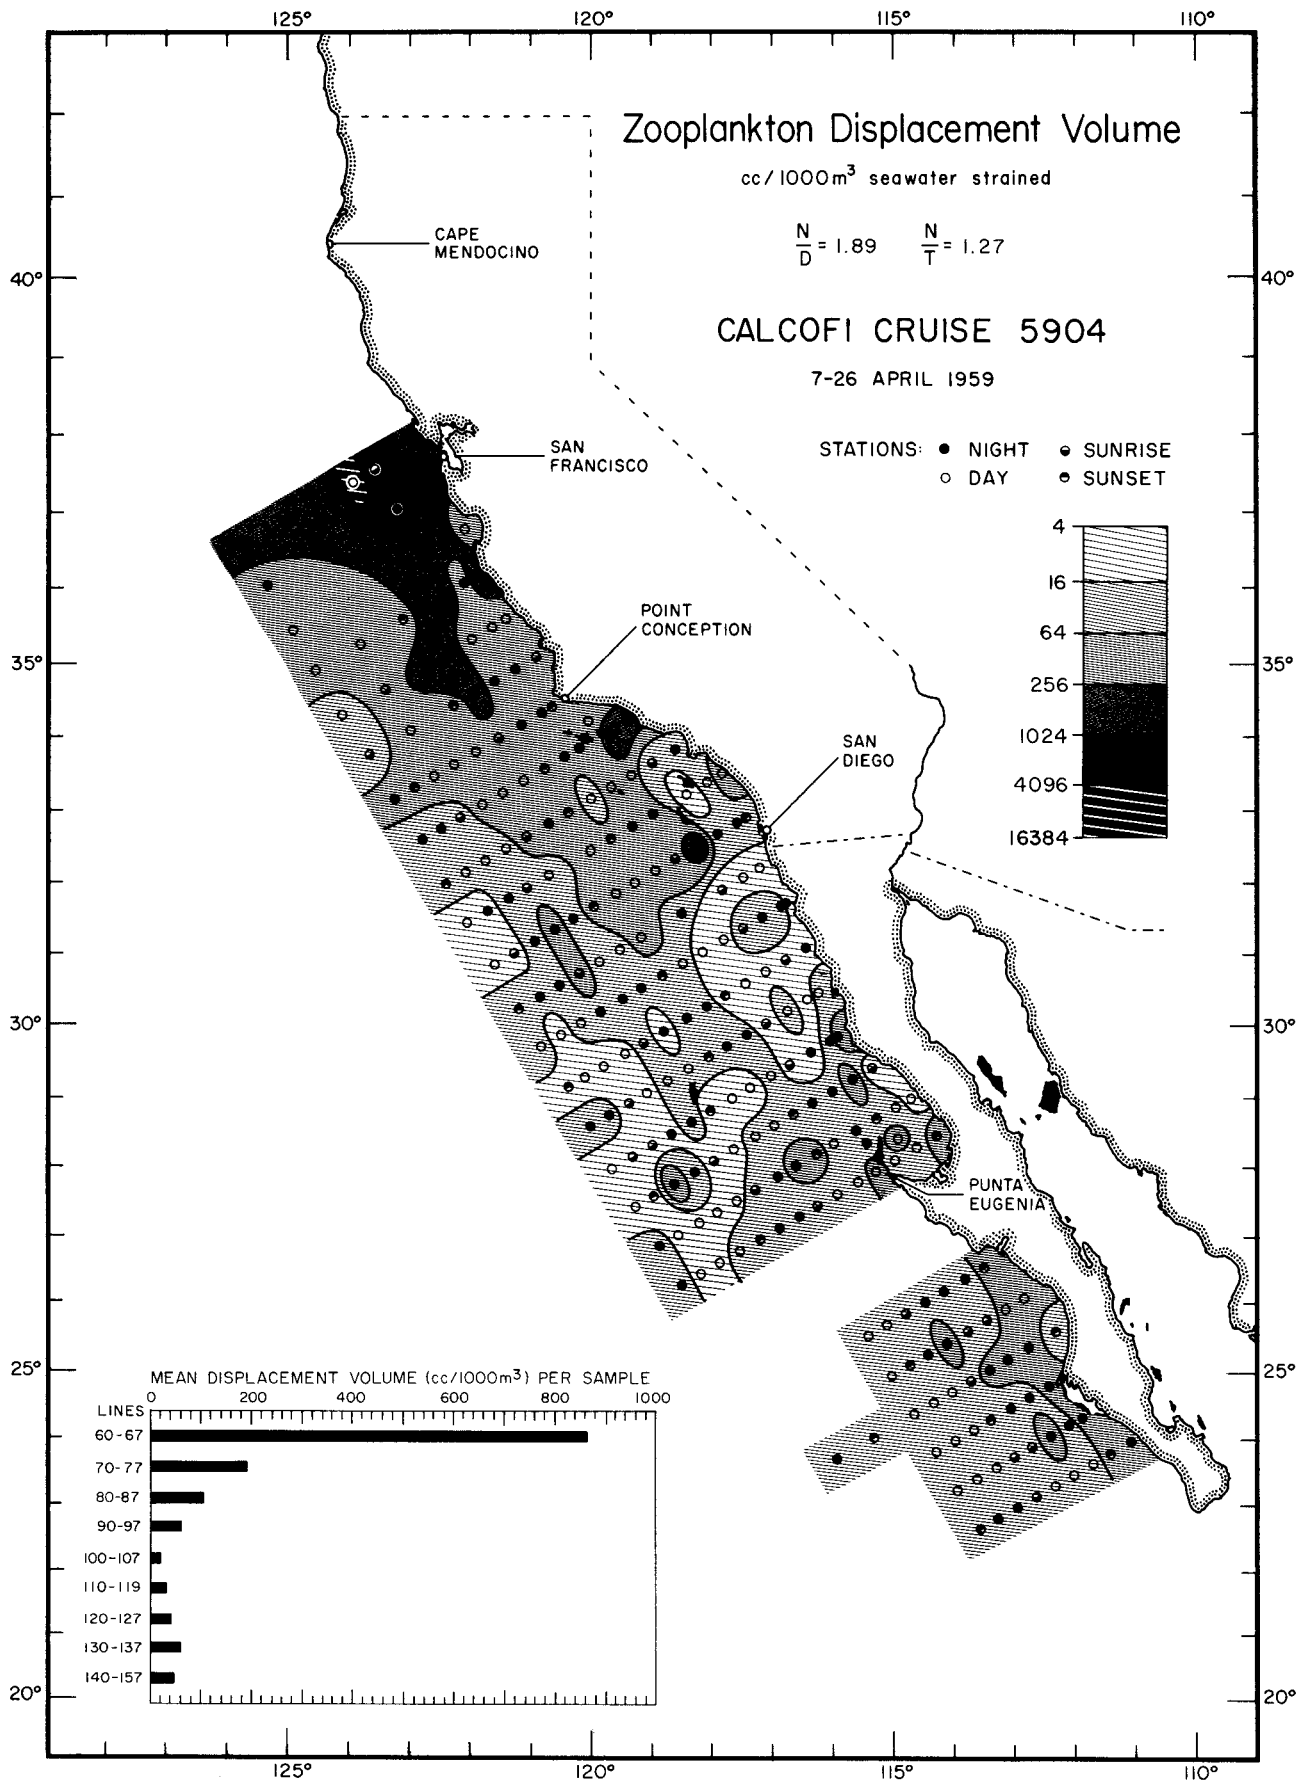 125° 120° 115° 110°
Zooplankton Displacement Volume
cc/1000m³ seawater strained
N/D = 1.89 N/T = 1.27
CAPE
MENDOCINO
40° 40°
CALCOFI CRUISE 5904
7-26 APRIL 1959
STATIONS: ● NIGHT ◒ SUNRISE
○ DAY ◓ SUNSET
SAN
FRANCISCO
4
16
64
256
1024
4096
16384
POINT
CONCEPTION
35° 35°
SAN
DIEGO
30° 30°
PUNTA
EUGENIA
25° 25°
MEAN DISPLACEMENT VOLUME (cc/1000m³) PER SAMPLE
0 200 400 600 800 1000
LINES
60-67
70-77
80-87
90-97
100-107
110-119
120-127
130-137
140-157
20° 20°
125° 120° 115° 110°